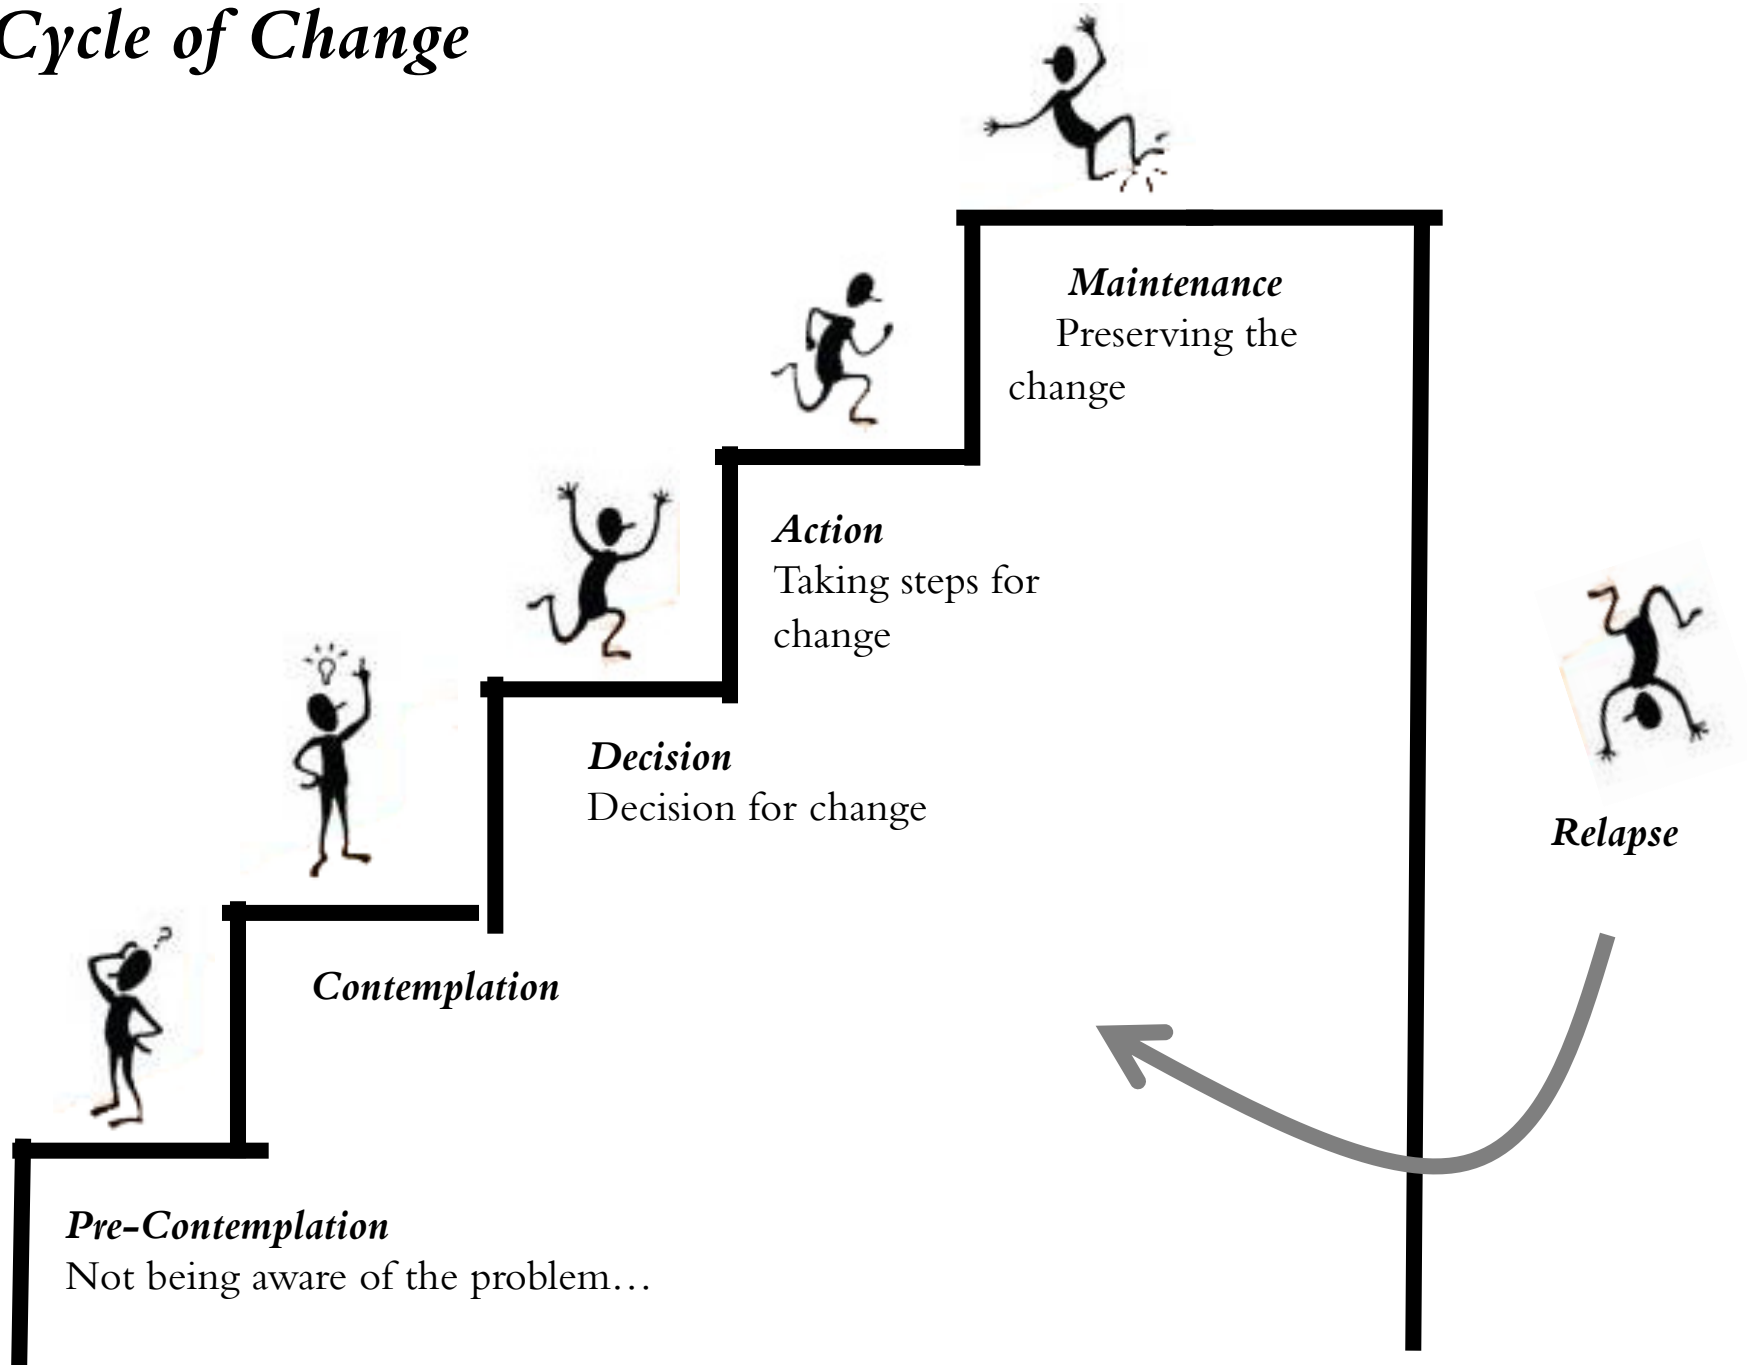 Cycle of Change
Maintenance
Preserving the
change
Action
Taking steps for
change
Decision
Decision for change
Contemplation
Pre-Contemplation
Not being aware of the problem…
Relapse
?